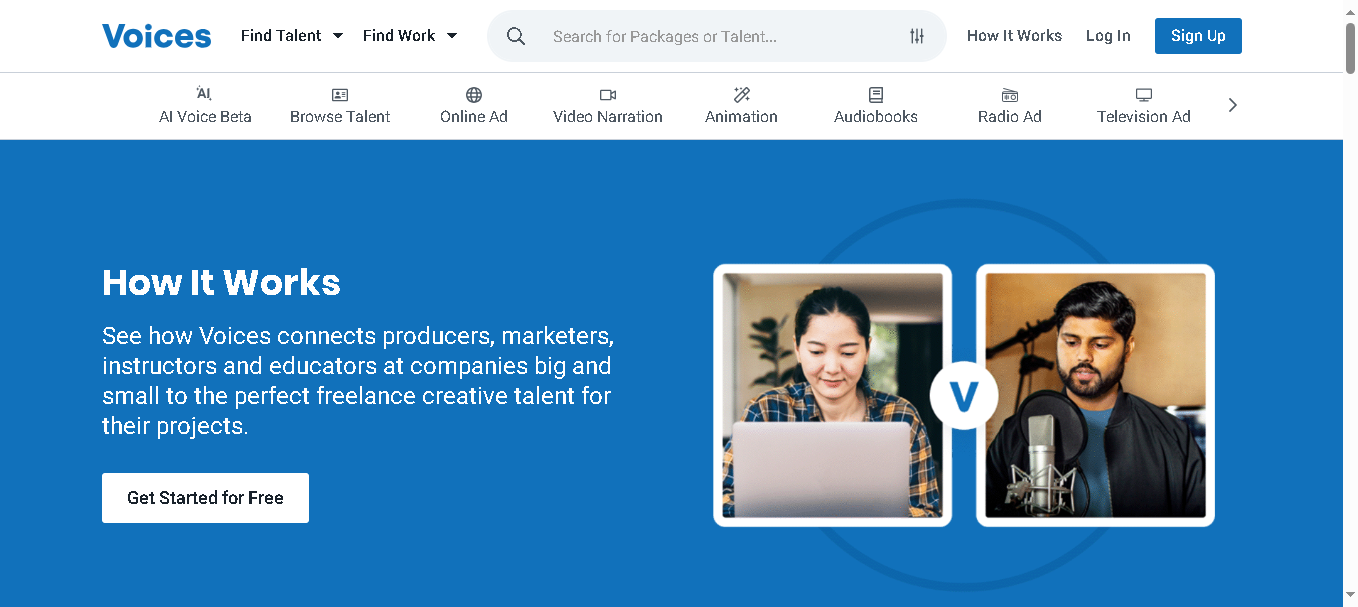 Voices
Find Talent
Find Work
Search for Packages or Talent...
How It Works
Log In
Sign Up
AI
AI Voice Beta
Browse Talent
Online Ad
Video Narration
Animation
Audiobooks
Radio Ad
Television Ad
How It Works
See how Voices connects producers, marketers,
instructors and educators at companies big and
small to the perfect freelance creative talent for
their projects.
Get Started for Free
V